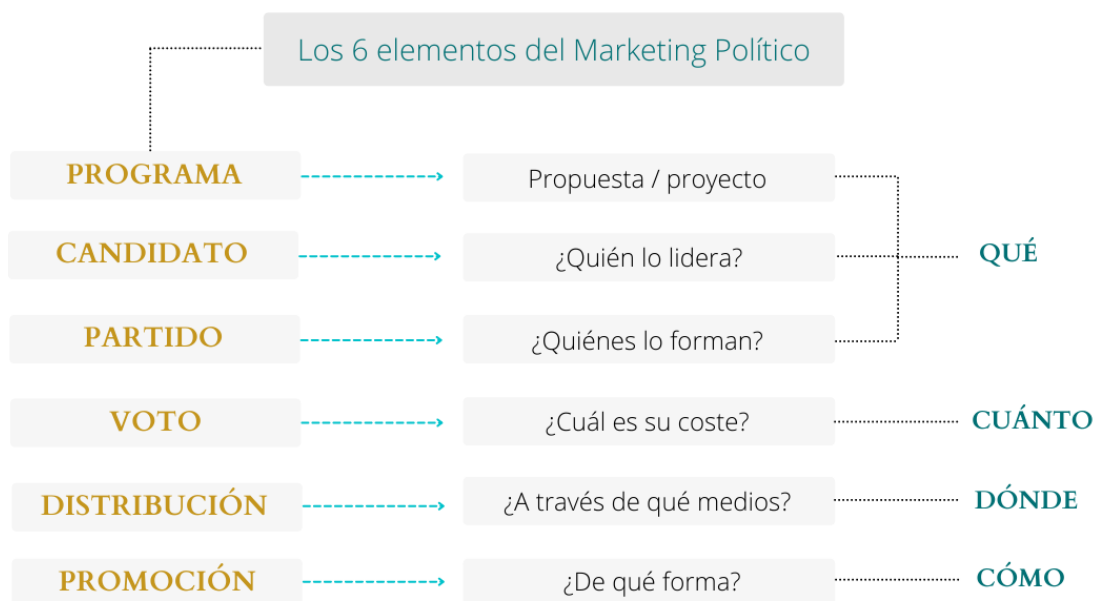 Los 6 elementos del Marketing Político
PROGRAMA
Propuesta / proyecto
CANDIDATO
¿Quién lo lidera?
QUÉ
PARTIDO
¿Quiénes lo forman?
VOTO
¿Cuál es su coste?
CUÁNTO
DISTRIBUCIÓN
¿A través de qué medios?
DÓNDE
PROMOCIÓN
¿De qué forma?
CÓMO